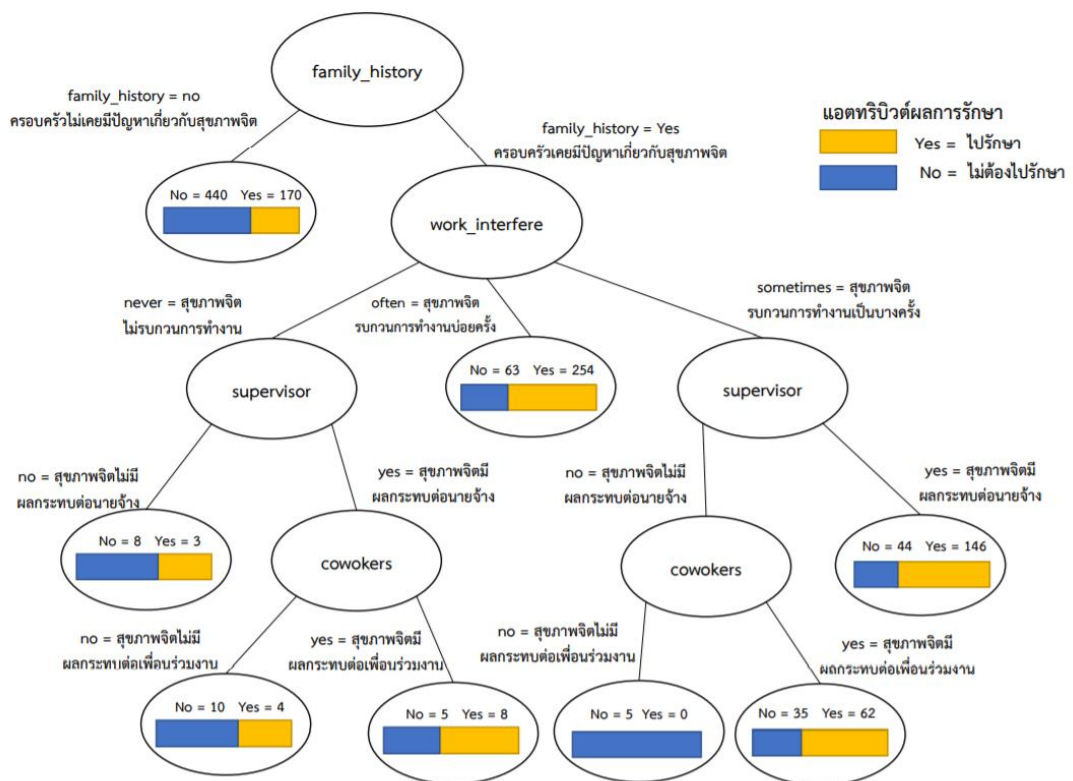 family_history
family_history = no
ครอบครัวไม่เคยมีปัญหาเกี่ยวกับสุขภาพจิต
family_history = Yes
ครอบครัวเคยมีปัญหาเกี่ยวกับสุขภาพจิต
แอตทริบิวต์ผลการรักษา
Yes = ไปรักษา
No = ไม่ต้องไปรักษา
No = 440 Yes = 170
work_interfere
never = สุขภาพจิต
ไม่รบกวนการทำงาน
often = สุขภาพจิต
รบกวนการทำงานบ่อยครั้ง
sometimes = สุขภาพจิต
รบกวนการทำงานเป็นบางครั้ง
supervisor
No = 63 Yes = 254
supervisor
no = สุขภาพจิตไม่มี
ผลกระทบต่อนายจ้าง
yes = สุขภาพจิตมี
ผลกระทบต่อนายจ้าง
no = สุขภาพจิตไม่มี
ผลกระทบต่อนายจ้าง
yes = สุขภาพจิตมี
ผลกระทบต่อนายจ้าง
No = 8 Yes = 3
cowokers
cowokers
No = 44 Yes = 146
no = สุขภาพจิตไม่มี
ผลกระทบต่อเพื่อนร่วมงาน
yes = สุขภาพจิตมี
ผลกระทบต่อเพื่อนร่วมงาน
no = สุขภาพจิตไม่มี
ผลกระทบต่อเพื่อนร่วมงาน
yes = สุขภาพจิตมี
ผลกระทบต่อเพื่อนร่วมงาน
No = 10 Yes = 4
No = 5 Yes = 8
No = 5 Yes = 0
No = 35 Yes = 62